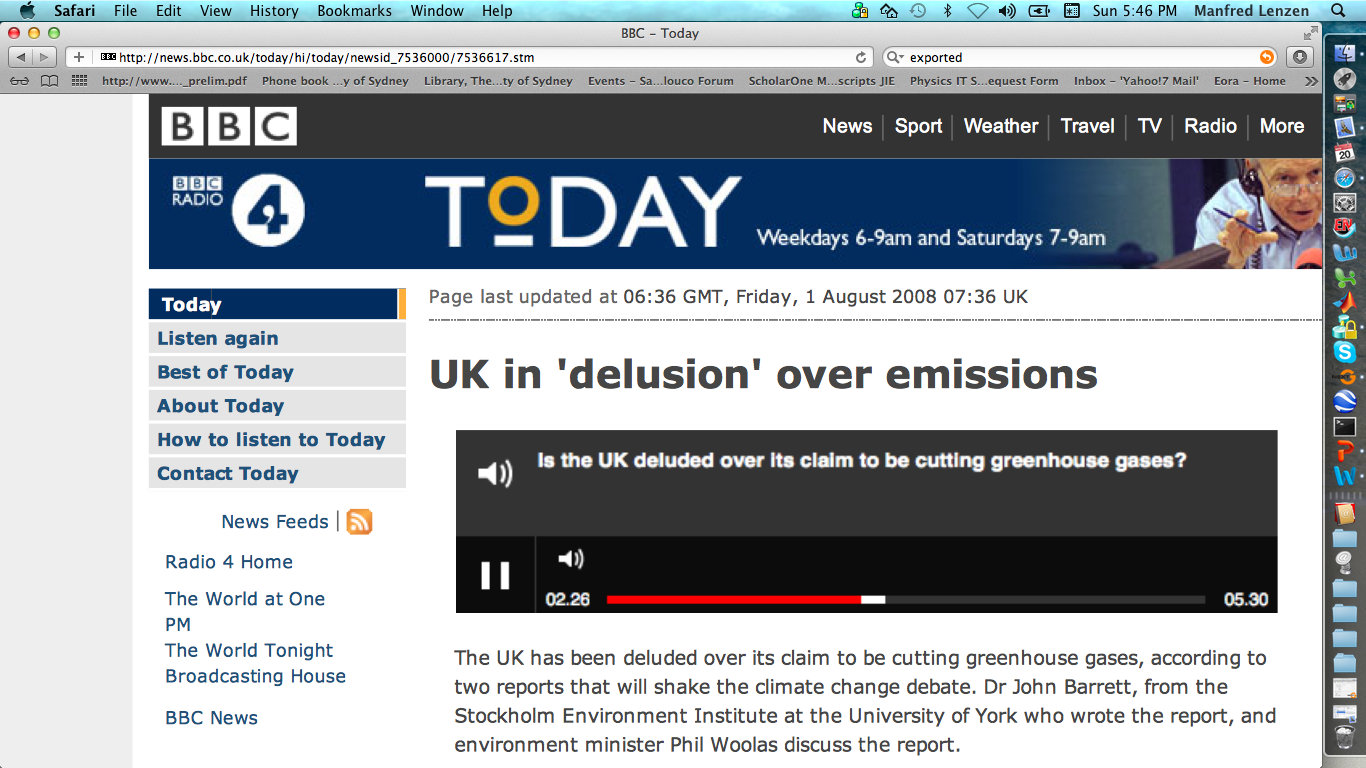 Safari File Edit View History Bookmarks Window Help Sun 5:46 PM Manfred Lenzen
BBC – Today
BBC http://news.bbc.co.uk/today/hi/today/newsid_7536000/7536617.stm exported
http://www...._prelim.pdf Phone book ...y of Sydney Library, The...ty of Sydney Events – Sa...louco Forum ScholarOne M...scripts JIE Physics IT S...equest Form Inbox – 'Yahoo!7 Mail' Eora – Home
BBC
News Sport Weather Travel TV Radio More
BBC
RADIO
4
TODAY
Weekdays 6-9am and Saturdays 7-9am
20
Today
Listen again
Best of Today
About Today
How to listen to Today
Contact Today
News Feeds
Radio 4 Home
The World at One
PM
The World Tonight
Broadcasting House
BBC News
Page last updated at 06:36 GMT, Friday, 1 August 2008 07:36 UK
UK in 'delusion' over emissions
Is the UK deluded over its claim to be cutting greenhouse gases?
02.26 05.30
The UK has been deluded over its claim to be cutting greenhouse gases, according to
two reports that will shake the climate change debate. Dr John Barrett, from the
Stockholm Environment Institute at the University of York who wrote the report, and
environment minister Phil Woolas discuss the report.